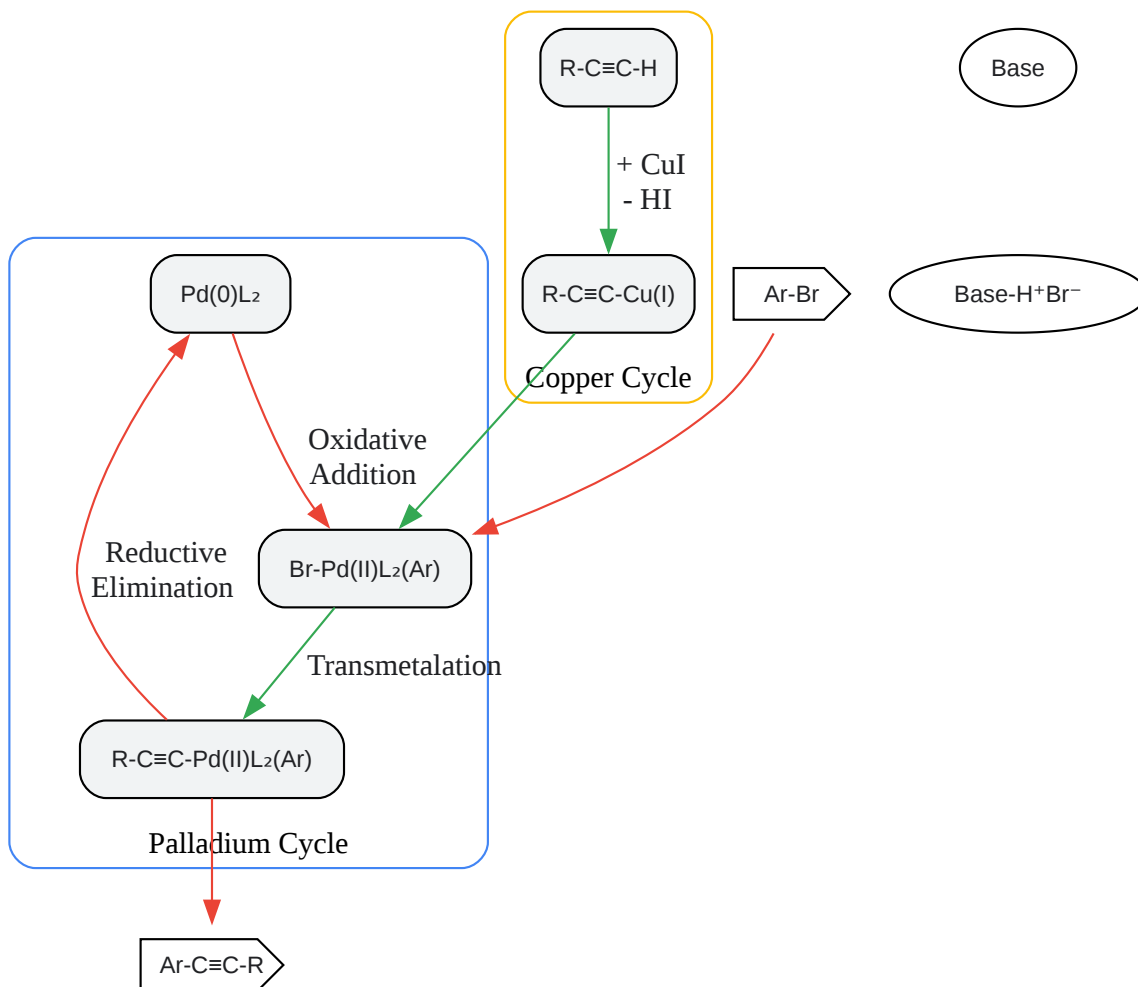 R-C≡C-H
Base
+ CuI
- HI
Pd(0)L₂
R-C≡C-Cu(I)
Ar-Br
Base-H⁺Br⁻
Copper Cycle
Oxidative
Addition
Reductive
Elimination
Br-Pd(II)L₂(Ar)
Transmetalation
R-C≡C-Pd(II)L₂(Ar)
Palladium Cycle
Ar-C≡C-R